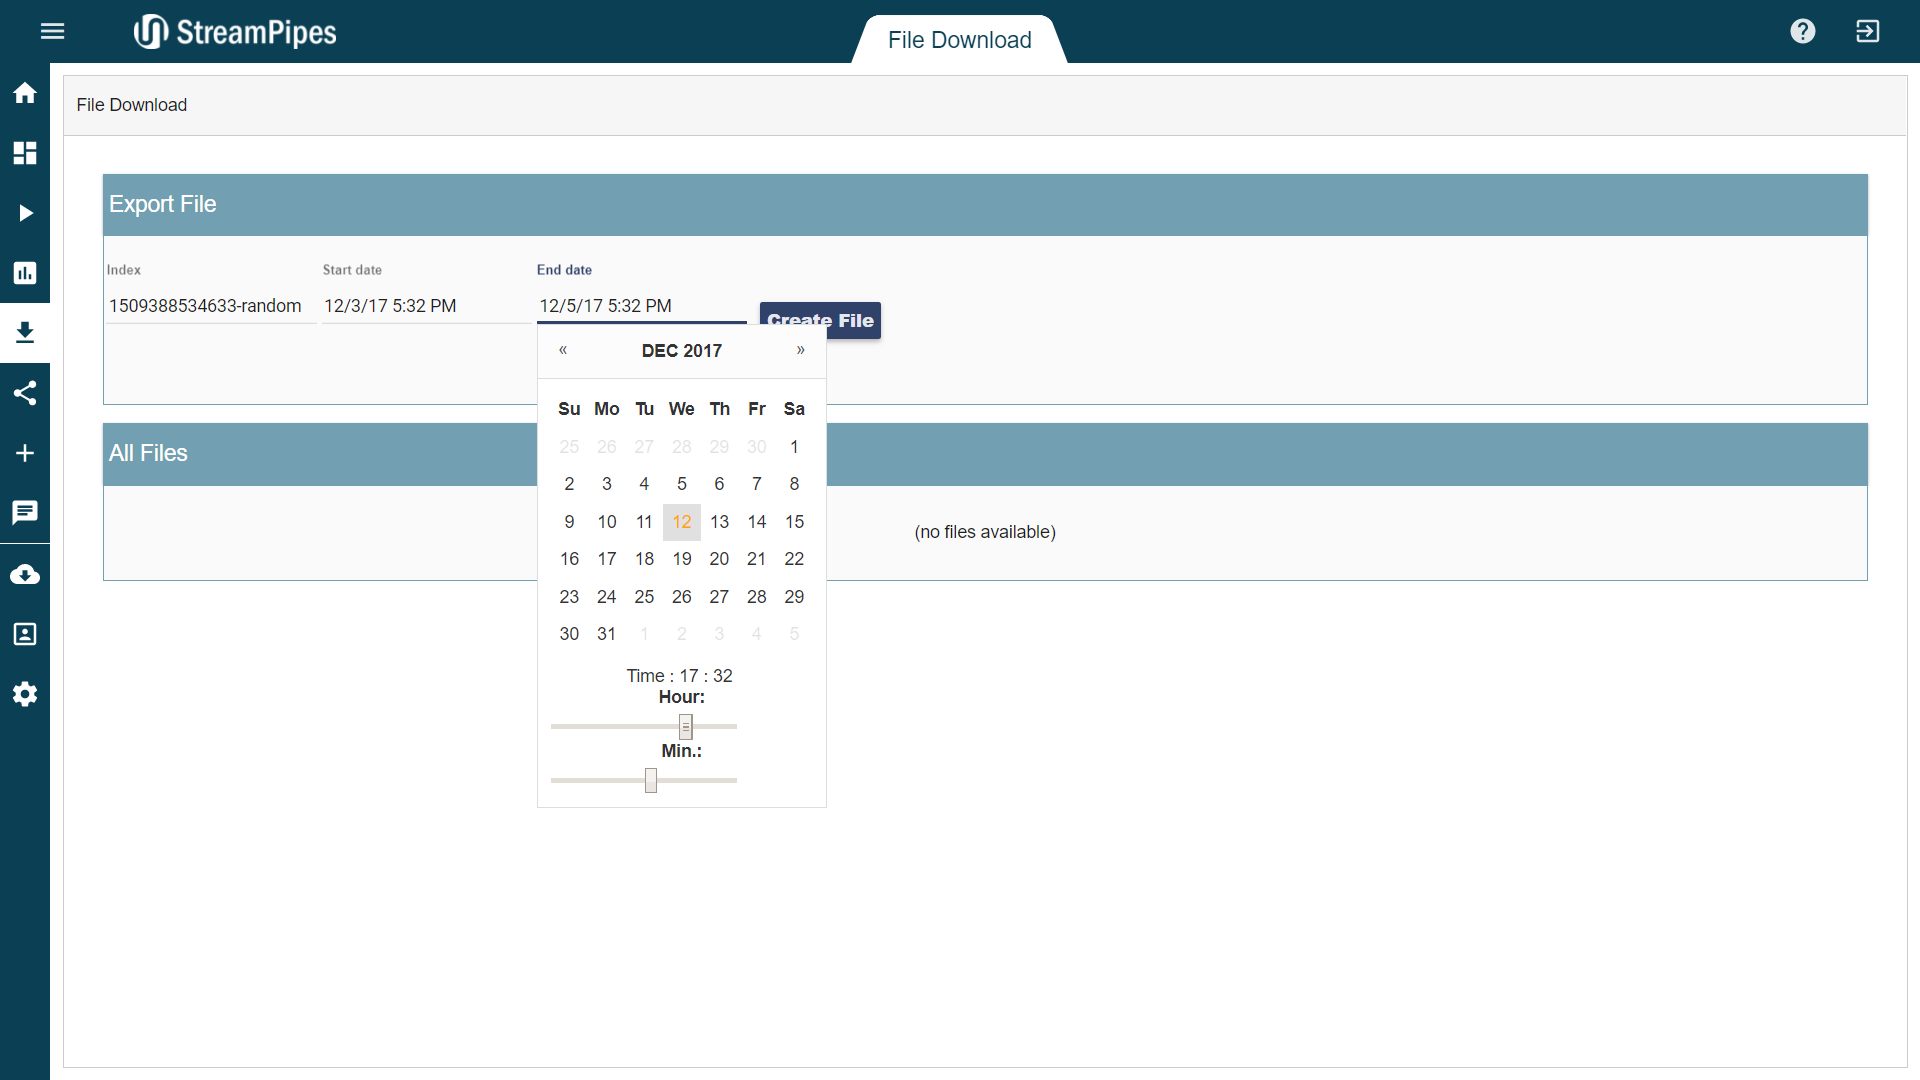 StreamPipes
File Download
File Download
Export File
Index
Start date
End date
1509388534633-random
12/3/17 5:32 PM
12/5/17 5:32 PM
Create File
« DEC 2017 »
Su Mo Tu We Th Fr Sa
25 26 27 28 29 30 1
2 3 4 5 6 7 8
9 10 11 12 13 14 15
16 17 18 19 20 21 22
23 24 25 26 27 28 29
30 31 1 2 3 4 5
Time : 17 : 32
Hour:
Min.:
All Files
(no files available)